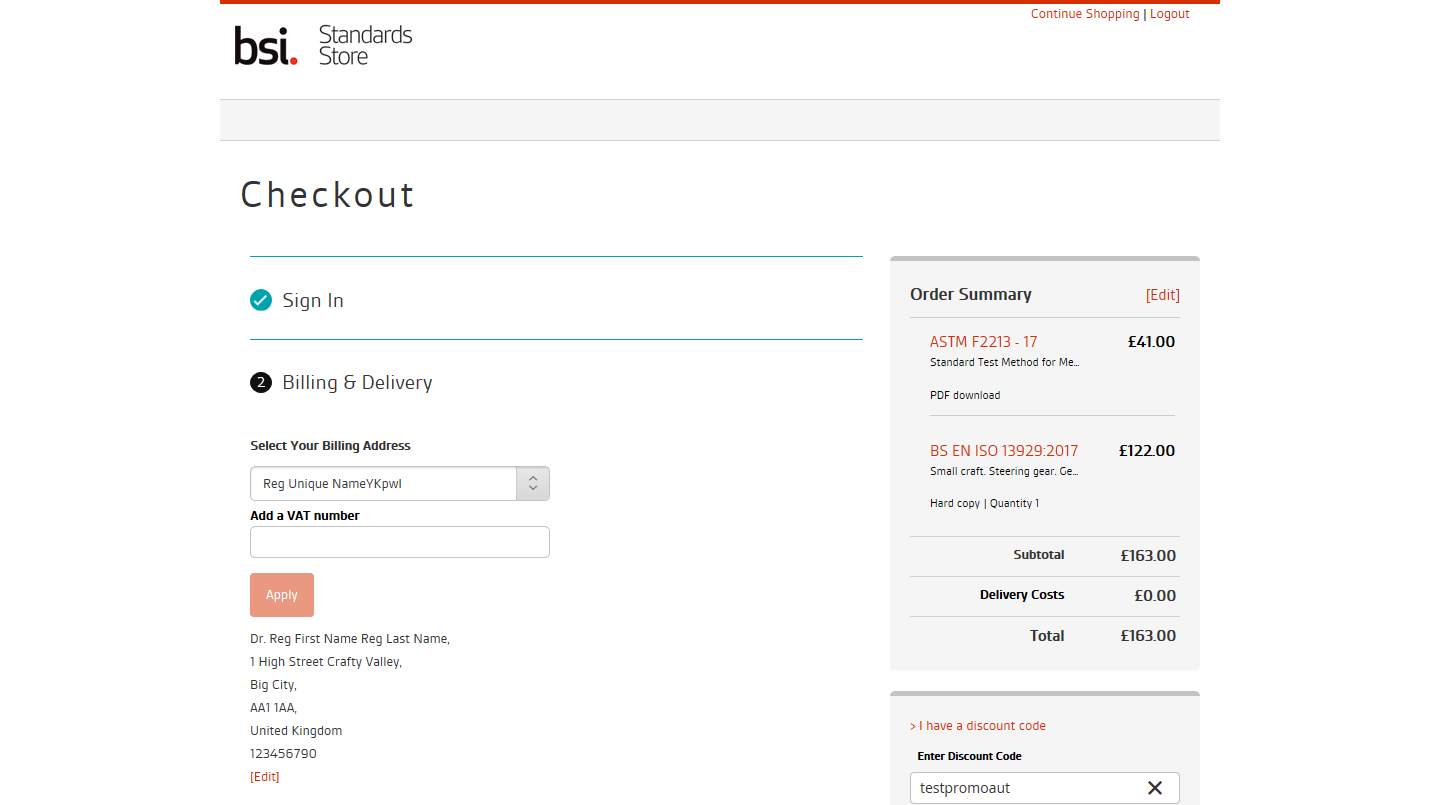 Continue Shopping | Logout
bsi. Standards Store
Checkout
Sign In
2 Billing & Delivery
Select Your Billing Address
Reg Unique NameYKpwI
Add a VAT number
Apply
Dr. Reg First Name Reg Last Name,
1 High Street Crafty Valley,
Big City,
AA1 1AA,
United Kingdom
123456790
[Edit]
Order Summary [Edit]
ASTM F2213 - 17 £41.00
Standard Test Method for Me...
PDF download
BS EN ISO 13929:2017 £122.00
Small craft. Steering gear. Ge...
Hard copy | Quantity 1
Subtotal £163.00
Delivery Costs £0.00
Total £163.00
> I have a discount code
Enter Discount Code
testpromoaut